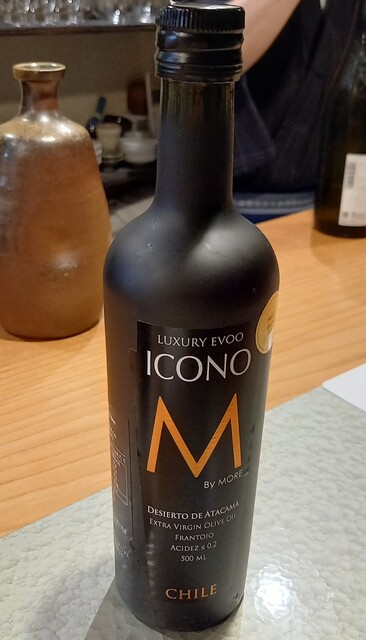 LUXURY EVOO
ICONO
M
By MORE
DESIERTO DE ATACAMA
EXTRA VIRGIN OLIVE OIL
FRANTOIO
ACIDEZ ≤ 0.2
500 ML
CHILE